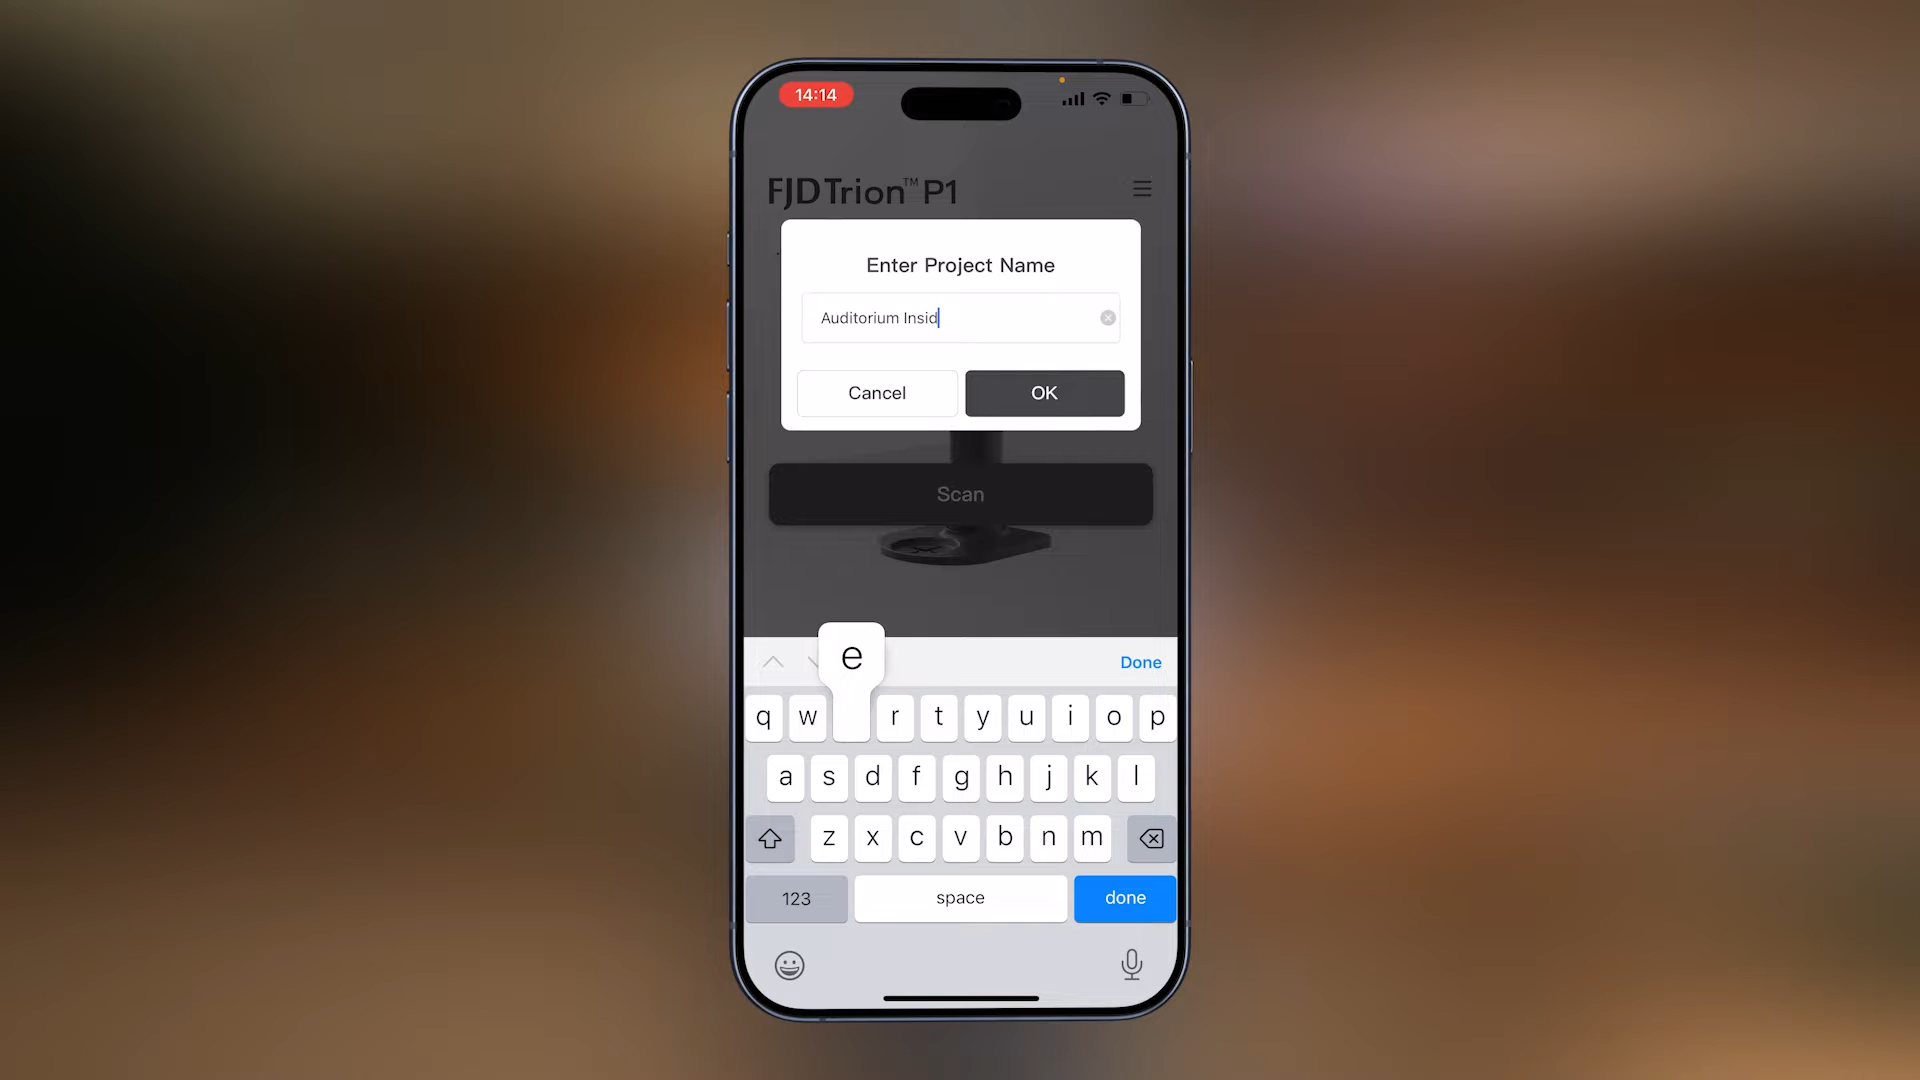 14:14
FJD Trion™ P1
Enter Project Name
Auditorium Insid
Cancel
OK
Scan
e
Done
q w r t y u i o p
a s d f g h j k l
z x c v b n m
123
space
done